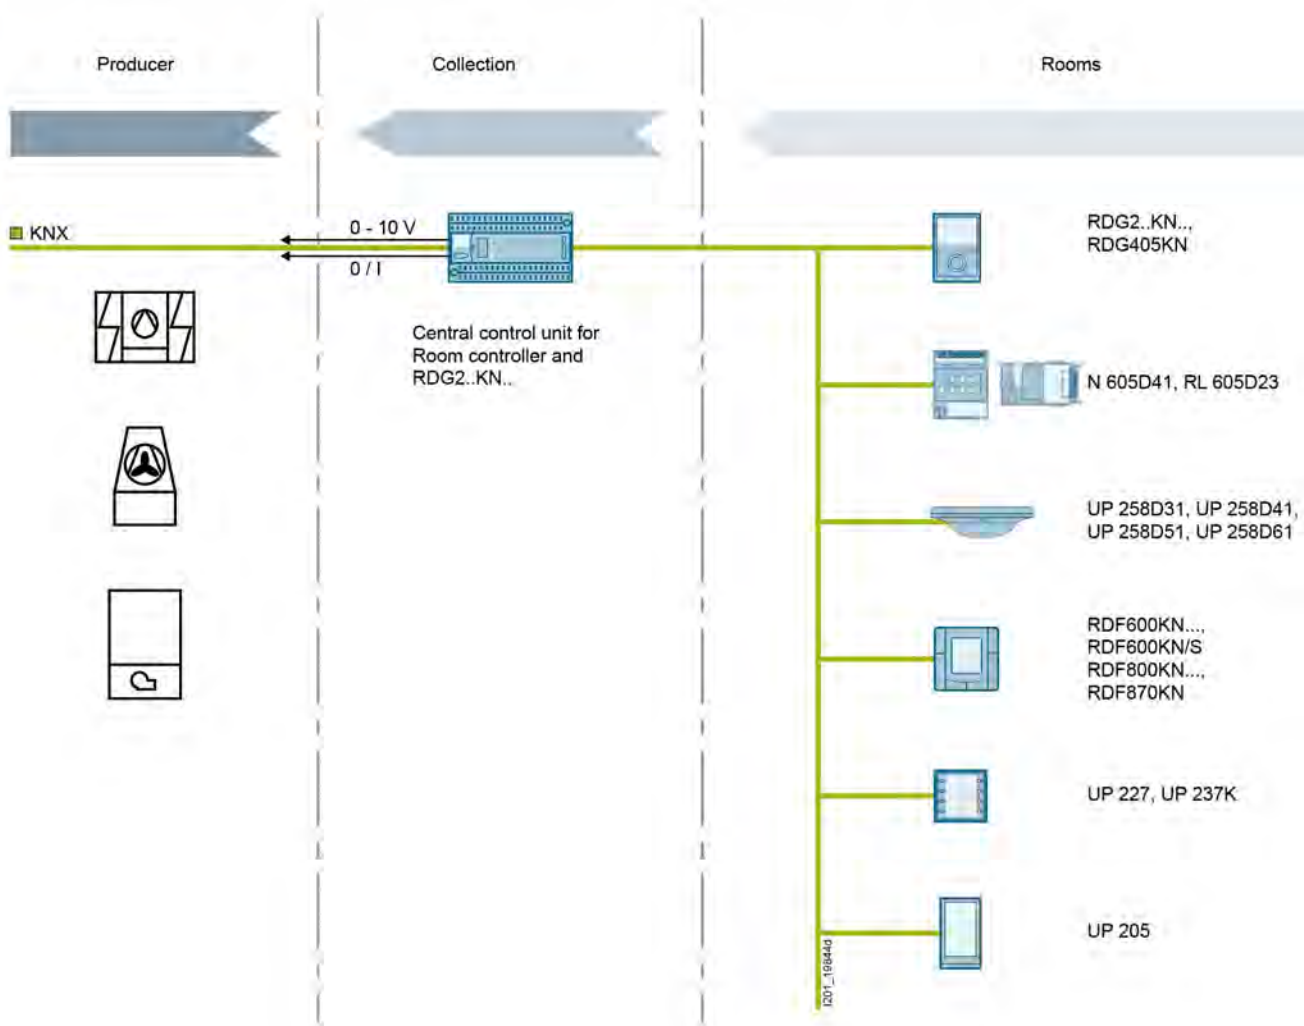 Producer
Collection
Rooms
KNX
0 - 10 V
0 / I
Central control unit for
Room controller and
RDG2..KN..
RDG2..KN..,
RDG405KN
N 605D41, RL 605D23
UP 258D31, UP 258D41,
UP 258D51, UP 258D61
RDF600KN...,
RDF600KN/S
RDF800KN...,
RDF870KN
UP 227, UP 237K
UP 205
I201_19844d